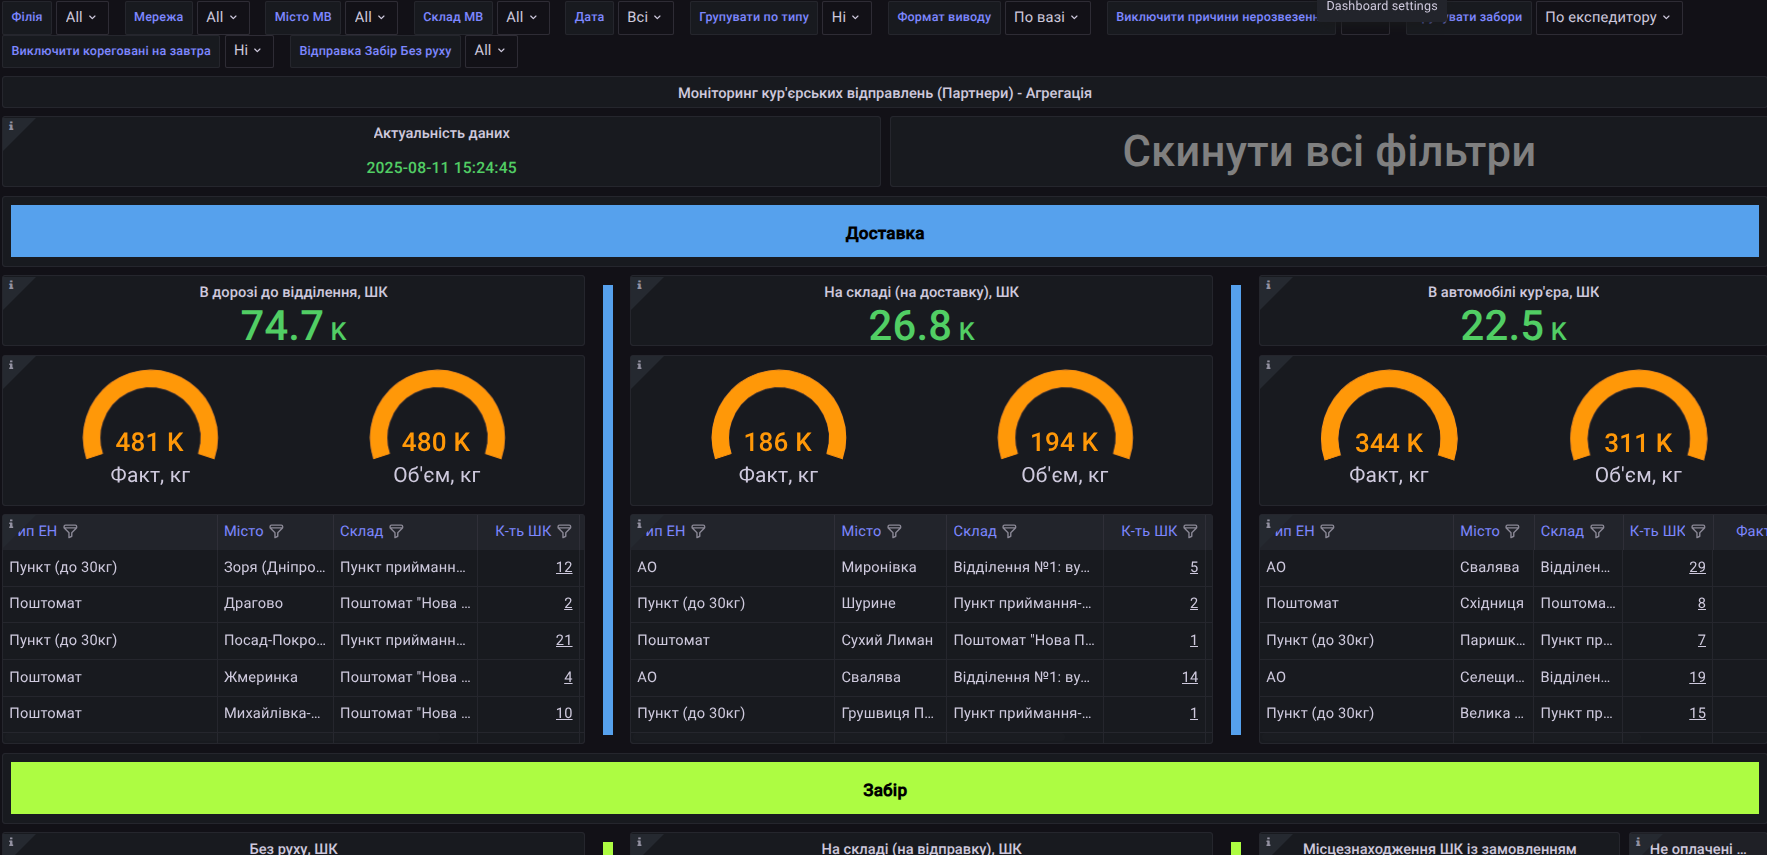 Dashboard settings
Філія All Мережа All Місто МВ All Склад МВ All Дата Всі Групувати по типу Ні Формат виводу По вазі Виключити причини нерозвезенн вати забори По експедитору
Виключити кореговані на завтра Ні Відправка Забір Без руху All
Моніторинг кур'єрських відправлень (Партнери) - Агрегація
Актуальність даних
2025-08-11 15:24:45
Скинути всі фільтри
Доставка
В дорозі до відділення, ШК
74.7 K
481 K
Факт, кг
480 K
Об'єм, кг
ип ЕН Місто Склад К-ть ШК
Пункт (до 30кг) Зоря (Дніпро... Пункт прийманн... 12
Поштомат Драгово Поштомат "Нова ... 2
Пункт (до 30кг) Посад-Покро... Пункт прийманн... 21
Поштомат Жмеринка Поштомат "Нова ... 4
Поштомат Михайлівка-... Поштомат "Нова ... 10
На складі (на доставку), ШК
26.8 K
186 K
Факт, кг
194 K
Об'єм, кг
ип ЕН Місто Склад К-ть ШК
АО Миронівка Відділення №1: ву... 5
Пункт (до 30кг) Шурине Пункт приймання-... 2
Поштомат Сухий Лиман Поштомат "Нова П... 1
АО Свалява Відділення №1: ву... 14
Пункт (до 30кг) Грушвиця П... Пункт приймання-... 1
В автомобілі кур'єра, ШК
22.5 K
344 K
Факт, кг
311 K
Об'єм, кг
ип ЕН Місто Склад К-ть ШК Факт
АО Свалява Відділен... 29
Поштомат Східниця Поштома... 8
Пункт (до 30кг) Паришк... Пункт пр... 7
АО Селещи... Відділен... 19
Пункт (до 30кг) Велика ... Пункт пр... 15
Забір
Без руху, ШК
На складі (на відправку), ШК
Місцезнаходження ШК із замовленням
Не оплачені ...